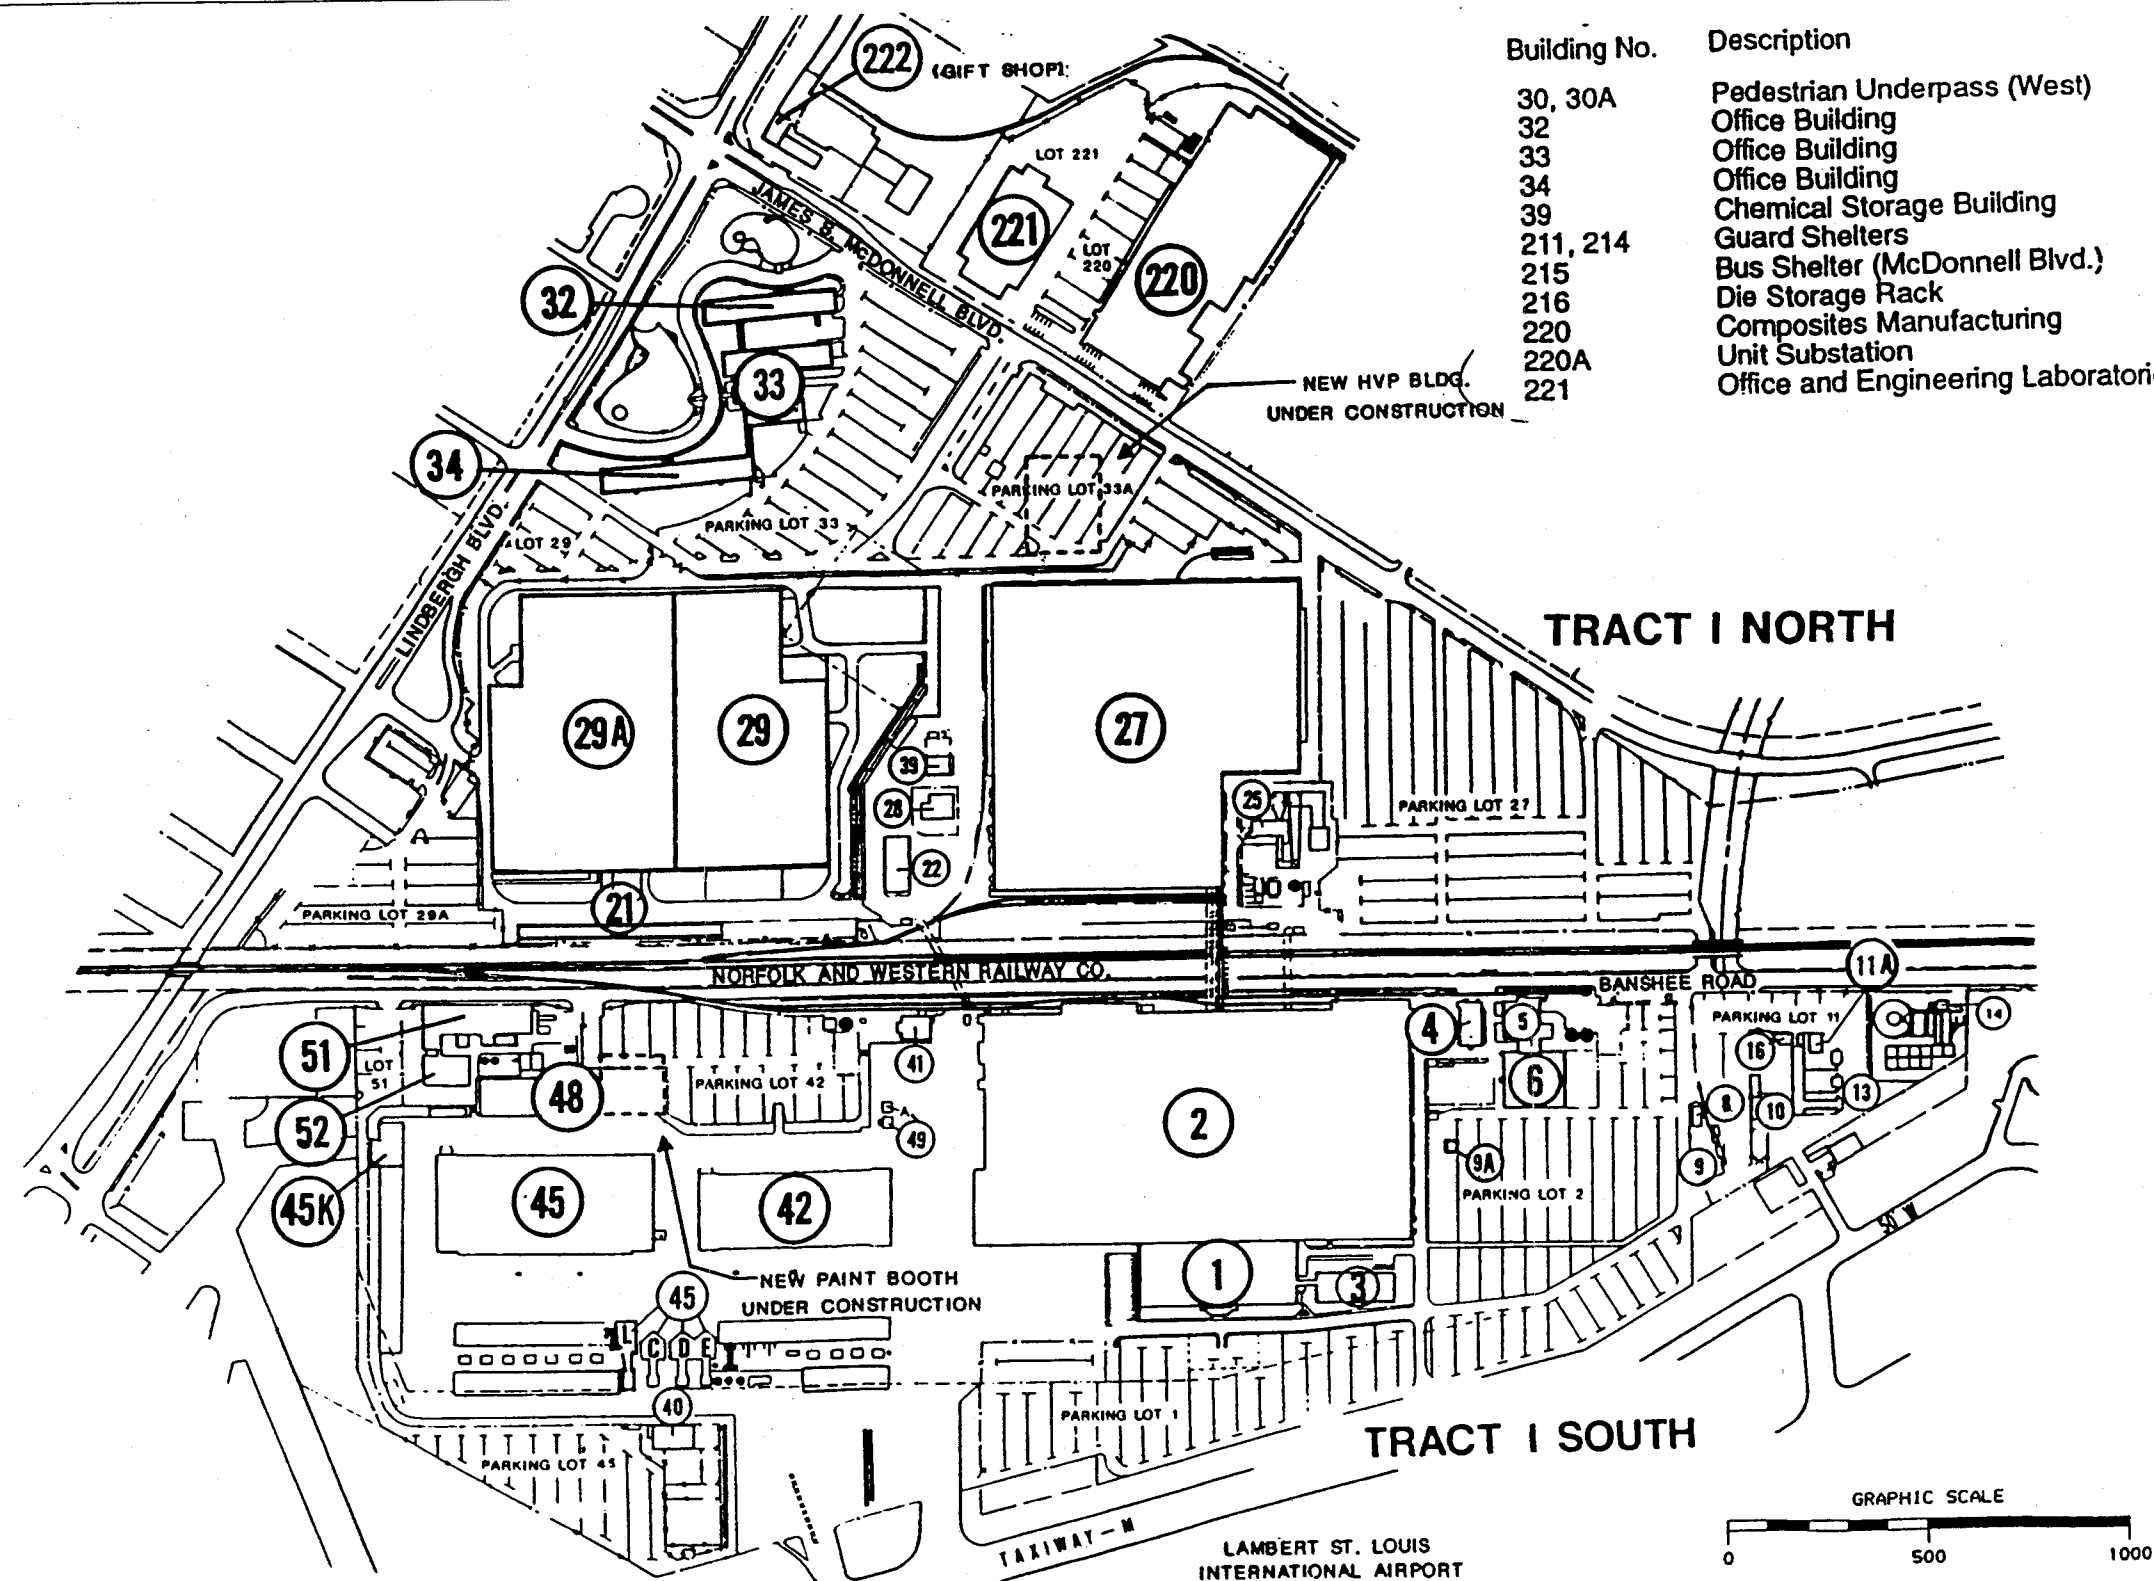 Building No. Description
30, 30A Pedestrian Underpass (West)
32 Office Building
33 Office Building
34 Office Building
39 Chemical Storage Building
211, 214 Guard Shelters
215 Bus Shelter (McDonnell Blvd.)
216 Die Storage Rack
220 Composites Manufacturing
220A Unit Substation
221 Office and Engineering Laboratori
222 (GIFT SHOP)
LOT 221
221
LOT
220
220
JAMES S. McDONNELL BLVD.
32
33
34
NEW HVP BLDG.
UNDER CONSTRUCTION
PARKING LOT 33A
PARKING LOT 33
LOT 29
LINDBERGH BLVD.
TRACT I NORTH
29A
29
27
39
28
22
25
PARKING LOT 27
21
PARKING LOT 29A
NORFOLK AND WESTERN RAILWAY CO.
BANSHEE ROAD
11A
PARKING LOT 11
14
51
LOT
51
52
48
PARKING LOT 42
41
A
49
2
4
5
6
16
13
8
10
9
9A
PARKING LOT 2
45K
45
42
NEW PAINT BOOTH
UNDER CONSTRUCTION
1
3
45
L
C D E
40
PARKING LOT 45
PARKING LOT 1
TRACT I SOUTH
TAXIWAY-M
LAMBERT ST. LOUIS
INTERNATIONAL AIRPORT
GRAPHIC SCALE
0 500 1000